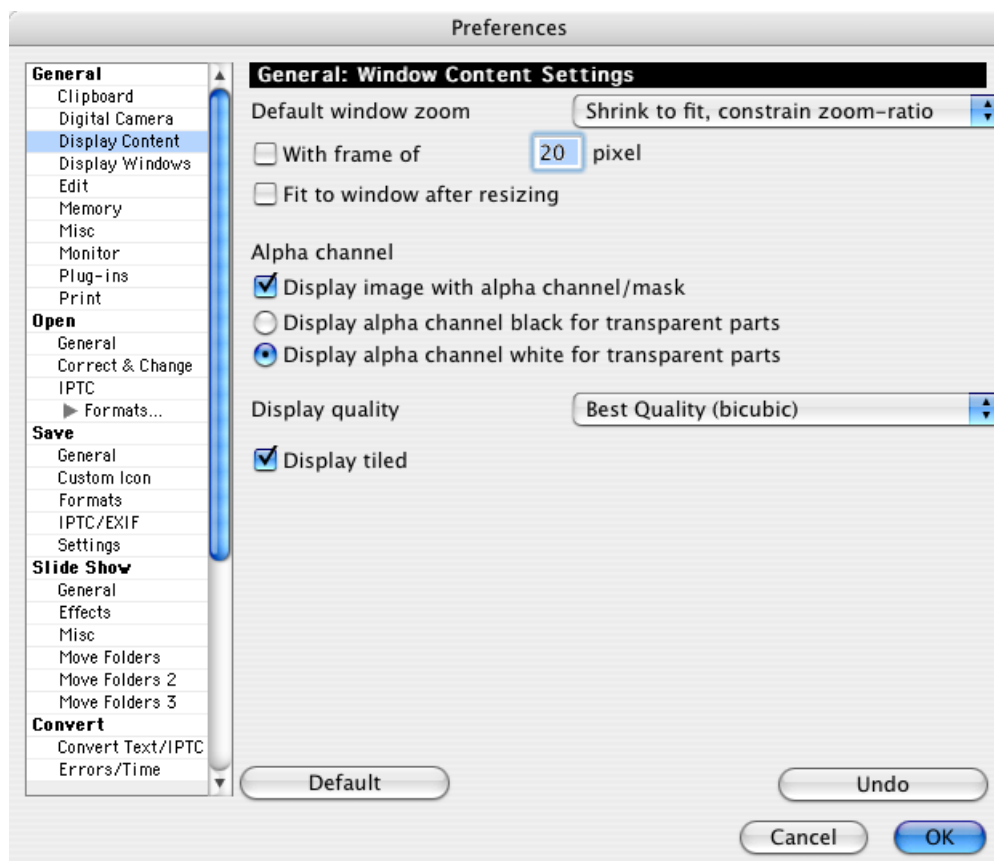 Preferences
General
Clipboard
Digital Camera
Display Content
Display Windows
Edit
Memory
Misc
Monitor
Plug-ins
Print
Open
General
Correct & Change
IPTC
Formats...
Save
General
Custom Icon
Formats
IPTC/EXIF
Settings
Slide Show
General
Effects
Misc
Move Folders
Move Folders 2
Move Folders 3
Convert
Convert Text/IPTC
Errors/Time
General: Window Content Settings
Default window zoom Shrink to fit, constrain zoom-ratio
With frame of 20 pixel
Fit to window after resizing
Alpha channel
Display image with alpha channel/mask
Display alpha channel black for transparent parts
Display alpha channel white for transparent parts
Display quality Best Quality (bicubic)
Display tiled
Default Undo
Cancel OK